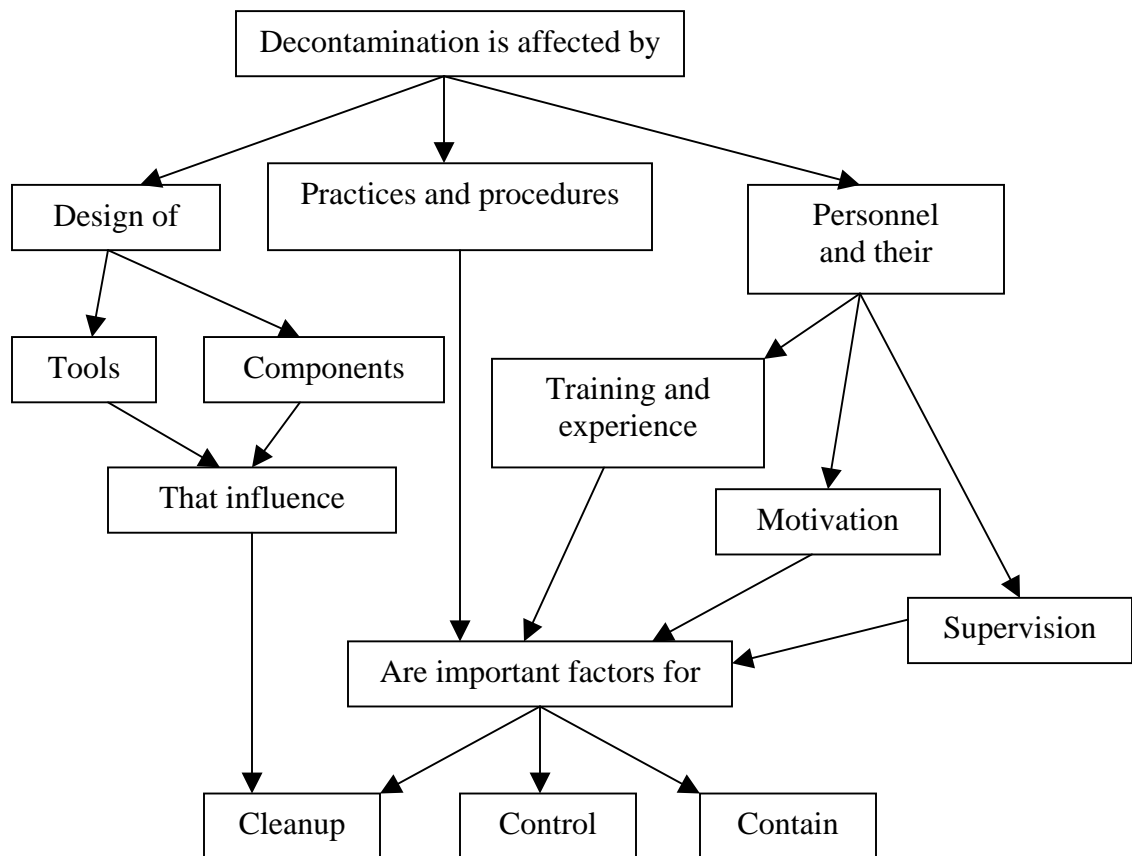 Decontamination is affected by
Design of
Practices and procedures
Personnel
and their
Tools
Components
Training and
experience
That influence
Motivation
Supervision
Are important factors for
Cleanup
Control
Contain